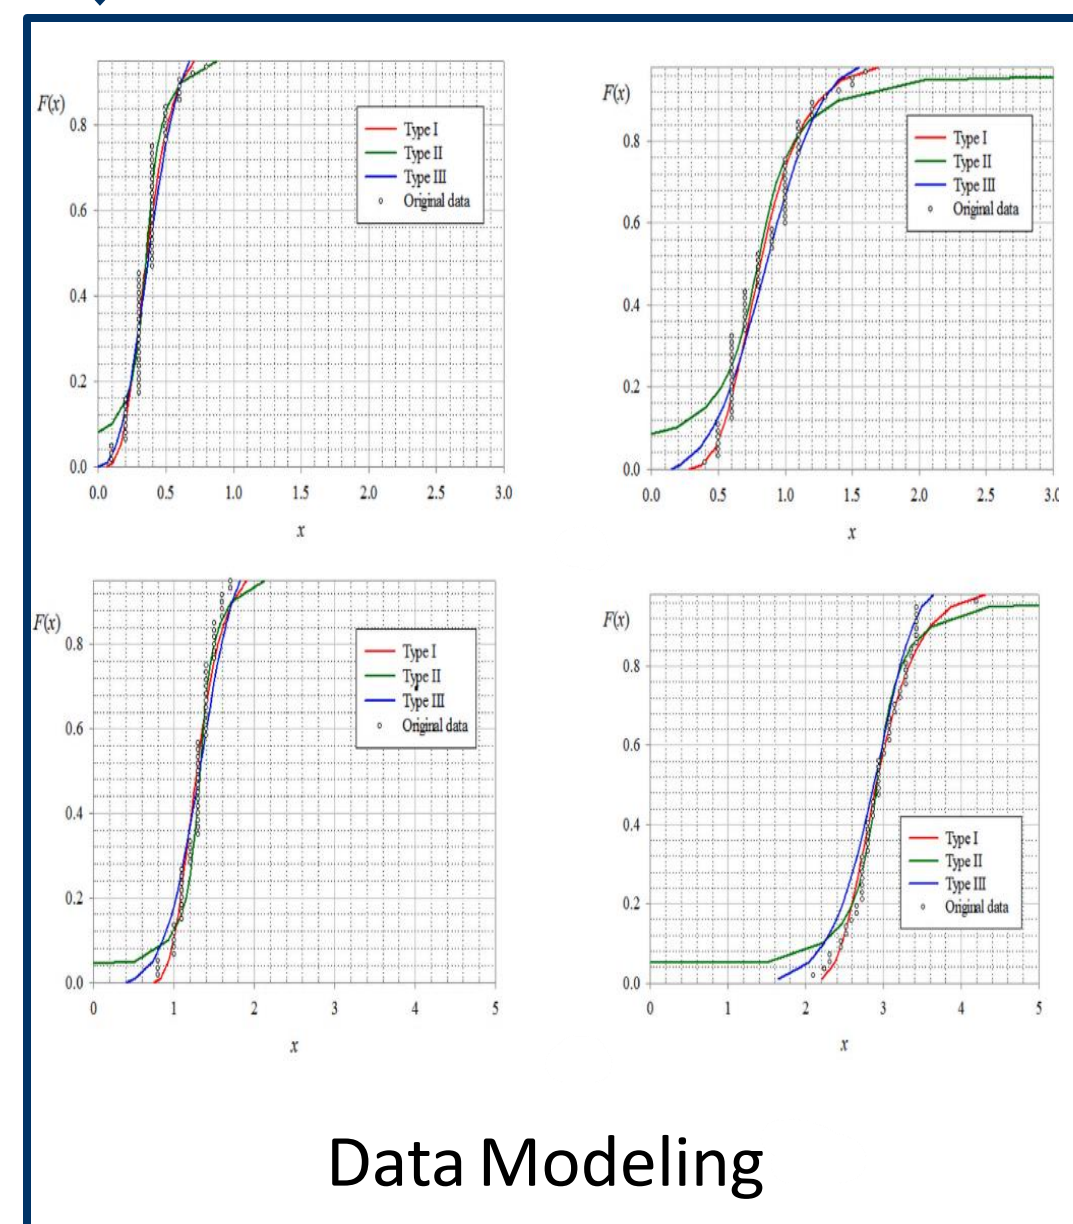 F(x)
0.8
0.6
0.4
0.2
0.0
Type I
Type II
Type III
Original data
0.0 0.5 1.0 1.5 2.0 2.5 3.0
x
F(x)
0.8
0.6
0.4
0.2
0.0
Type I
Type II
Type III
Original data
0.0 0.5 1.0 1.5 2.0 2.5 3.0
x
F(x)
0.8
0.6
0.4
0.2
0.0
Type I
Type II
Type III
Original data
0 1 2 3 4 5
x
F(x)
0.8
0.6
0.4
0.2
0.0
Type I
Type II
Type III
Original data
0 1 2 3 4 5
x
Data Modeling